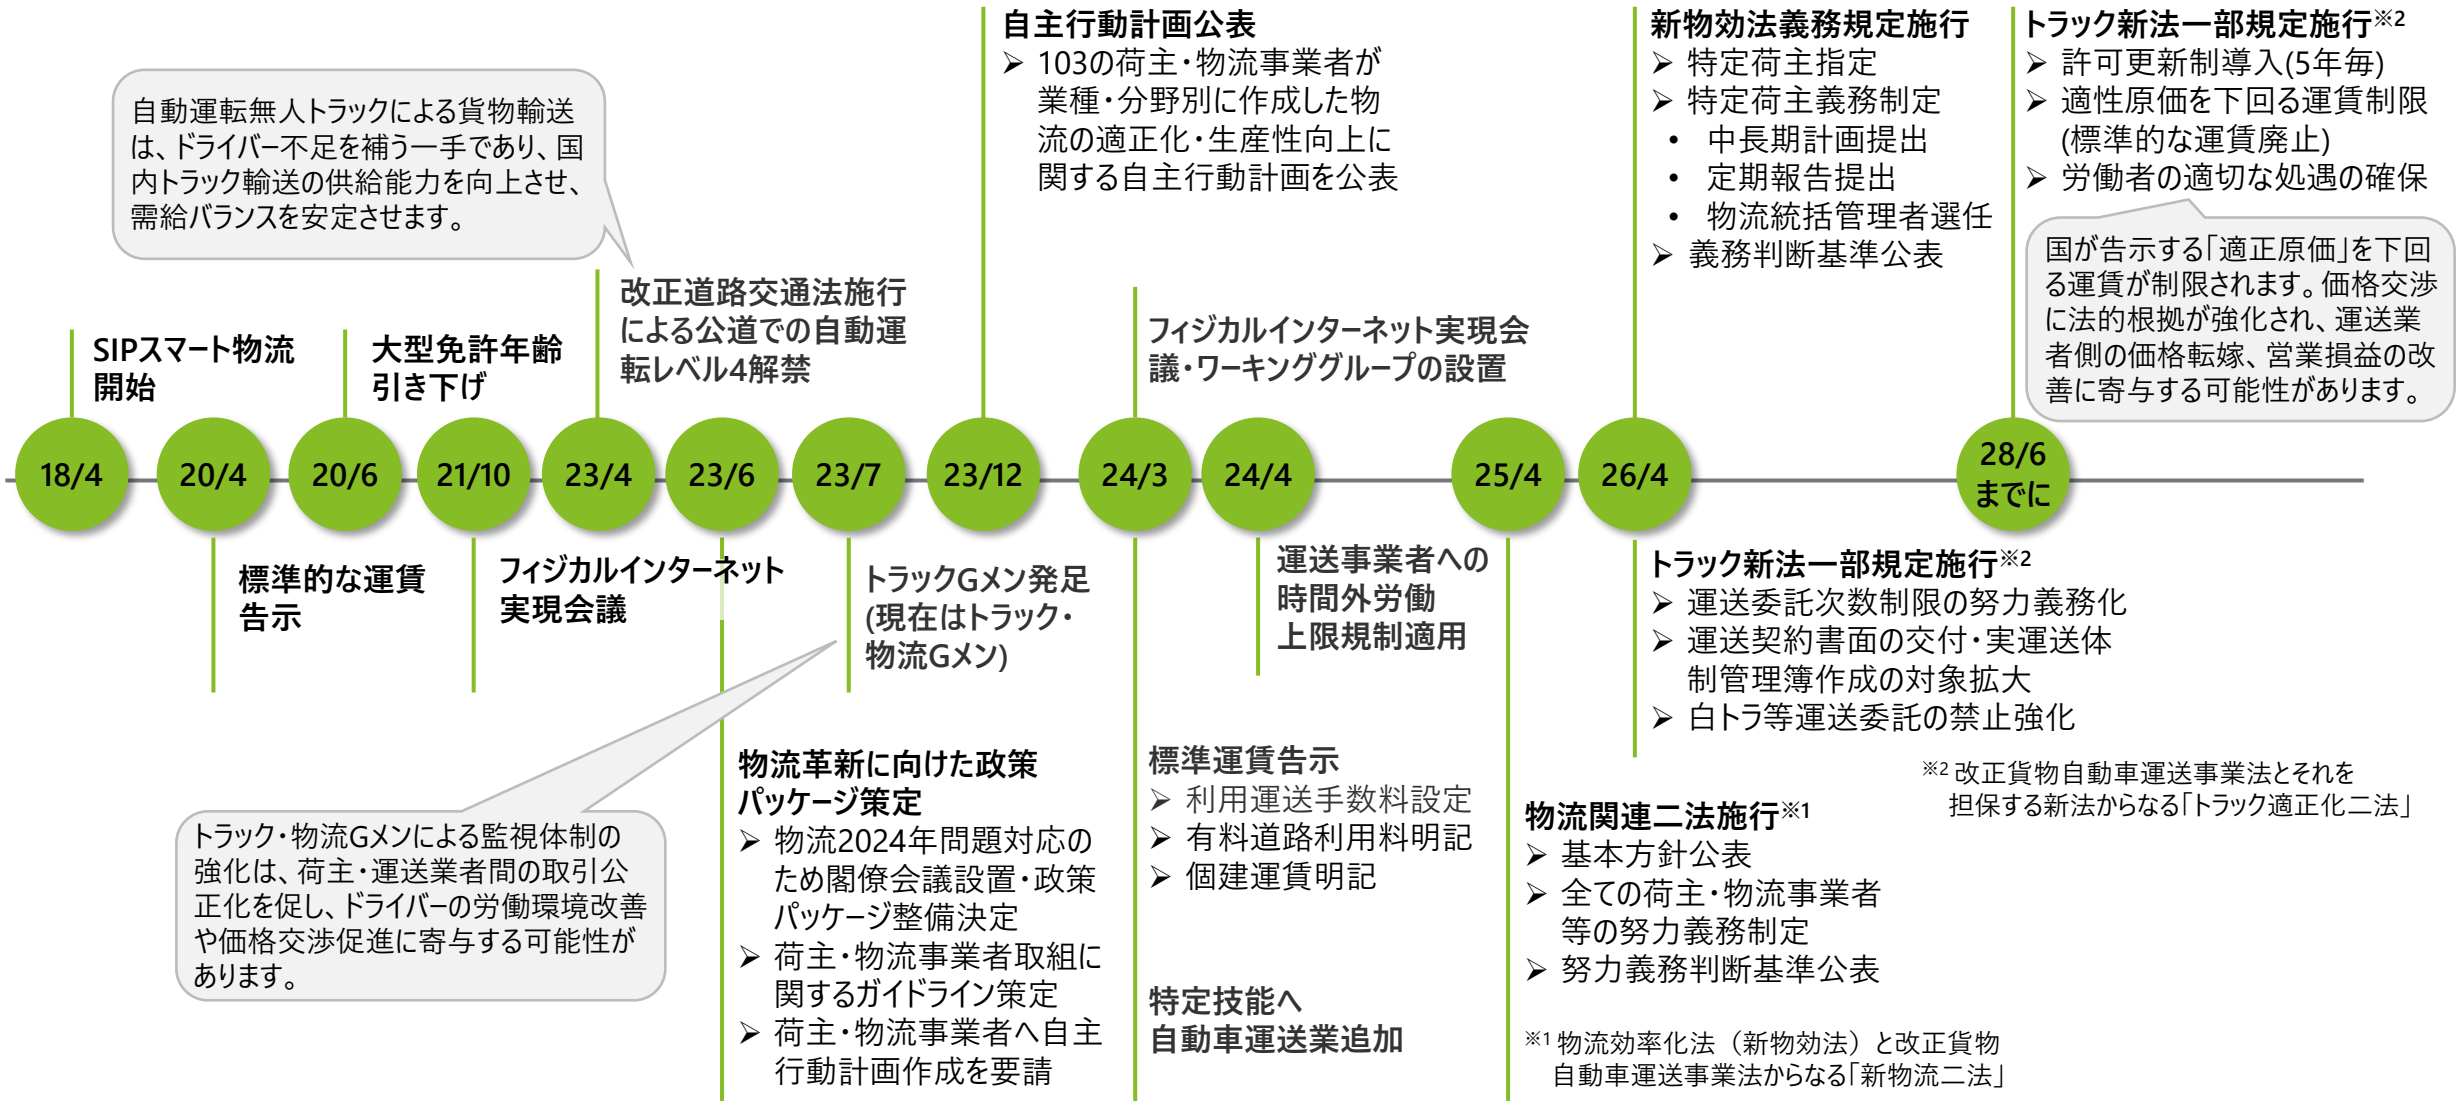 自主行動計画公表
➢ 103の荷主・物流事業者が
業種・分野別に作成した物
流の適正化・生産性向上に
関する自主行動計画を公表
新物効法義務規定施行
➢ 特定荷主指定
➢ 特定荷主義務制定
• 中長期計画提出
• 定期報告提出
• 物流統括管理者選任
➢ 義務判断基準公表
トラック新法一部規定施行※2
➢ 許可更新制導入(5年毎)
➢ 適性原価を下回る運賃制限
(標準的な運賃廃止)
➢ 労働者の適切な処遇の確保
自動運転無人トラックによる貨物輸送
は、ドライバー不足を補う一手であり、国
内トラック輸送の供給能力を向上させ、
需給バランスを安定させます。
国が告示する「適正原価」を下回
る運賃が制限されます。価格交渉
に法的根拠が強化され、運送業
者側の価格転嫁、営業損益の改
善に寄与する可能性があります。
SIPスマート物流
開始
大型免許年齢
引き下げ
改正道路交通法施行
による公道での自動運
転レベル4解禁
フィジカルインターネット実現会
議・ワーキンググループの設置
18/4
20/4
20/6
21/10
23/4
23/6
23/7
23/12
24/3
24/4
25/4
26/4
28/6
までに
標準的な運賃
告示
フィジカルインターネット
実現会議
トラックGメン発足
(現在はトラック・
物流Gメン)
運送事業者への
時間外労働
上限規制適用
トラック新法一部規定施行※2
➢ 運送委託次数制限の努力義務化
➢ 運送契約書面の交付・実運送体
制管理簿作成の対象拡大
➢ 白トラ等運送委託の禁止強化
※2 改正貨物自動車運送事業法とそれを
担保する新法からなる「トラック適正化二法」
トラック・物流Gメンによる監視体制の
強化は、荷主・運送業者間の取引公
正化を促し、ドライバーの労働環境改善
や価格交渉促進に寄与する可能性が
あります。
物流革新に向けた政策
パッケージ策定
➢ 物流2024年問題対応の
ため閣僚会議設置・政策
パッケージ整備決定
➢ 荷主・物流事業者取組に
関するガイドライン策定
➢ 荷主・物流事業者へ自主
行動計画作成を要請
標準運賃告示
➢ 利用運送手数料設定
➢ 有料道路利用料明記
➢ 個建運賃明記
特定技能へ
自動車運送業追加
物流関連二法施行※1
➢ 基本方針公表
➢ 全ての荷主・物流事業者
等の努力義務制定
➢ 努力義務判断基準公表
※1 物流効率化法（新物効法）と改正貨物
自動車運送事業法からなる「新物流二法」